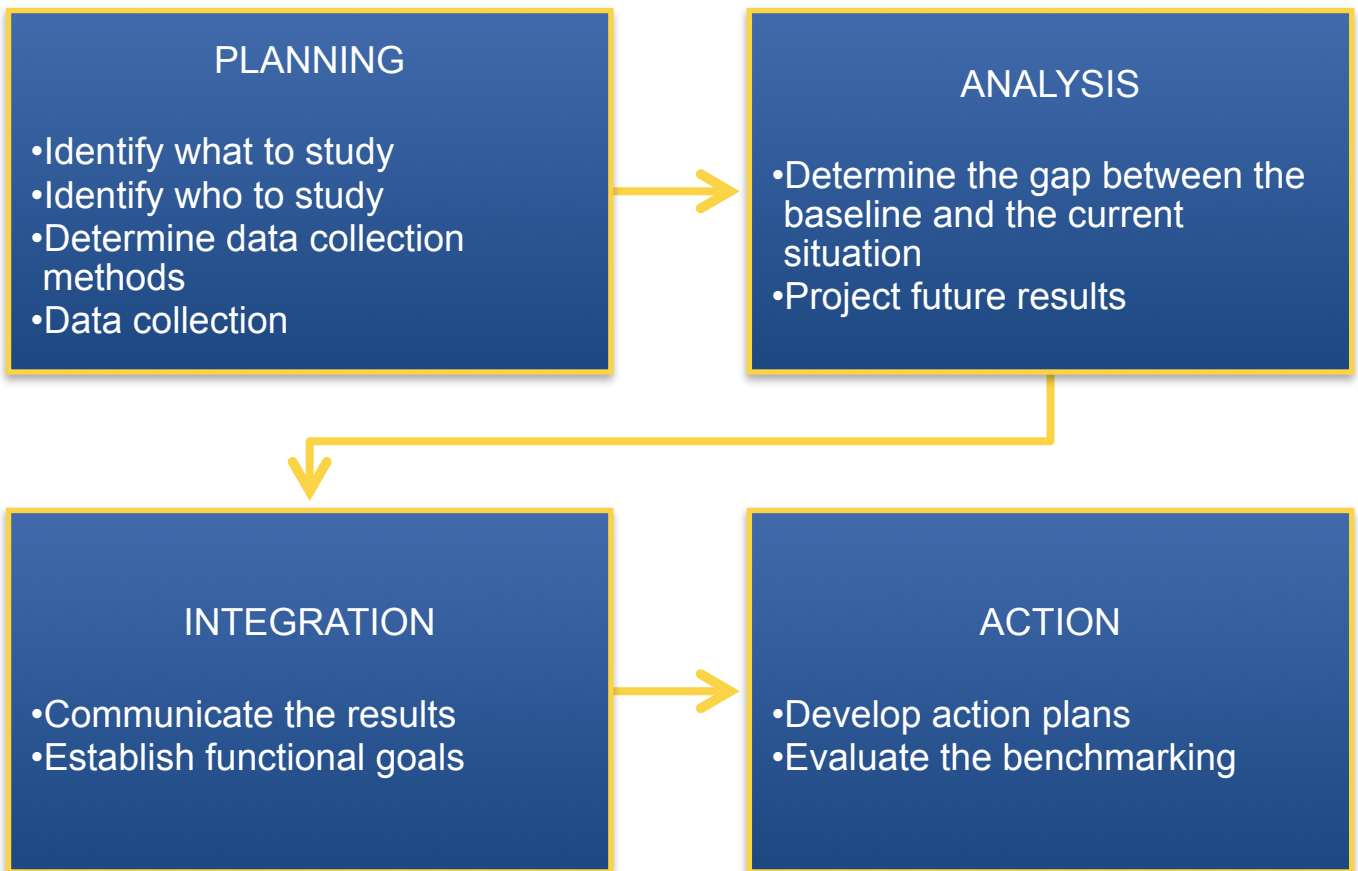 PLANNING
•Identify what to study
•Identify who to study
•Determine data collection
methods
•Data collection
ANALYSIS
•Determine the gap between the
baseline and the current
situation
•Project future results
INTEGRATION
•Communicate the results
•Establish functional goals
ACTION
•Develop action plans
•Evaluate the benchmarking